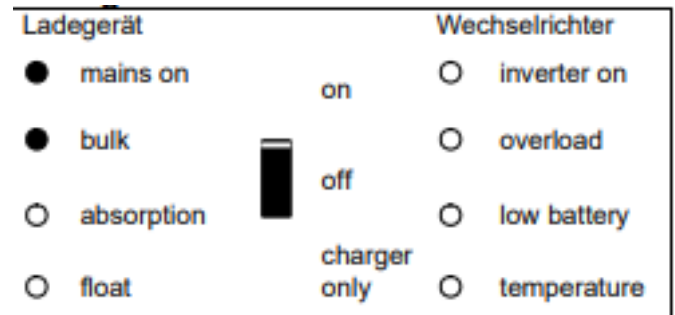 Ladegerät
mains on
bulk
absorption
float
on
off
charger
only
Wechselrichter
inverter on
overload
low battery
temperature